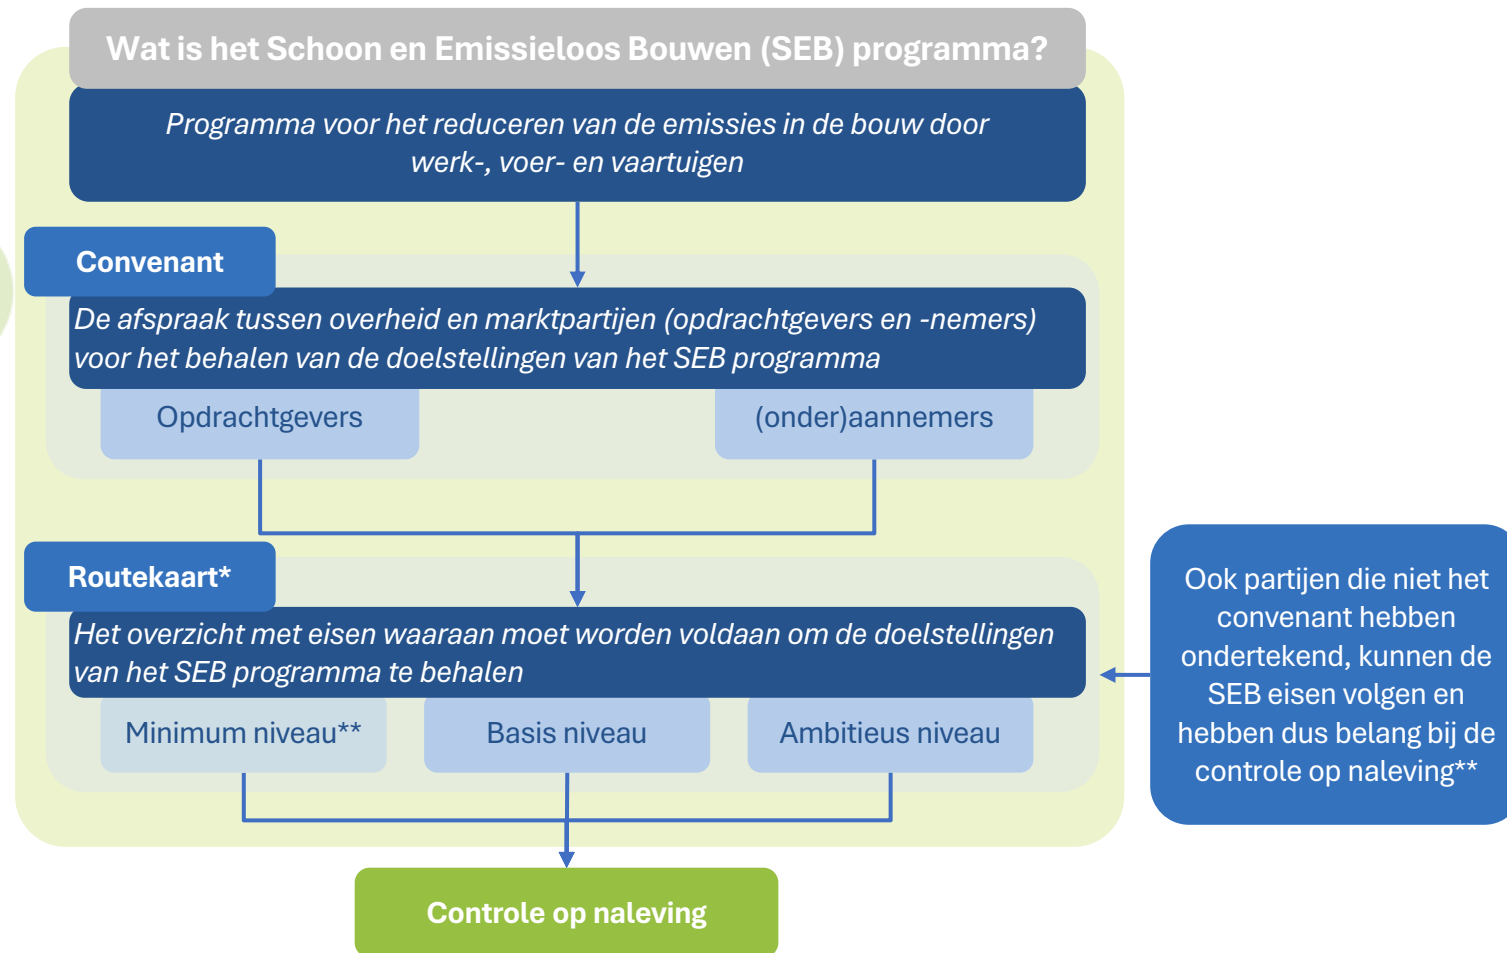 Wat is het Schoon en Emissieloos Bouwen (SEB) programma?
Programma voor het reduceren van de emissies in de bouw door
werk-, voer- en vaartuigen
Convenant
De afspraak tussen overheid en marktpartijen (opdrachtgevers en -nemers)
voor het behalen van de doelstellingen van het SEB programma
Opdrachtgevers
(onder)aannemers
Routekaart*
Het overzicht met eisen waaraan moet worden voldaan om de doelstellingen
van het SEB programma te behalen
Minimum niveau**
Basis niveau
Ambitieus niveau
Ook partijen die niet het
convenant hebben
ondertekend, kunnen de
SEB eisen volgen en
hebben dus belang bij de
controle op naleving**
Controle op naleving